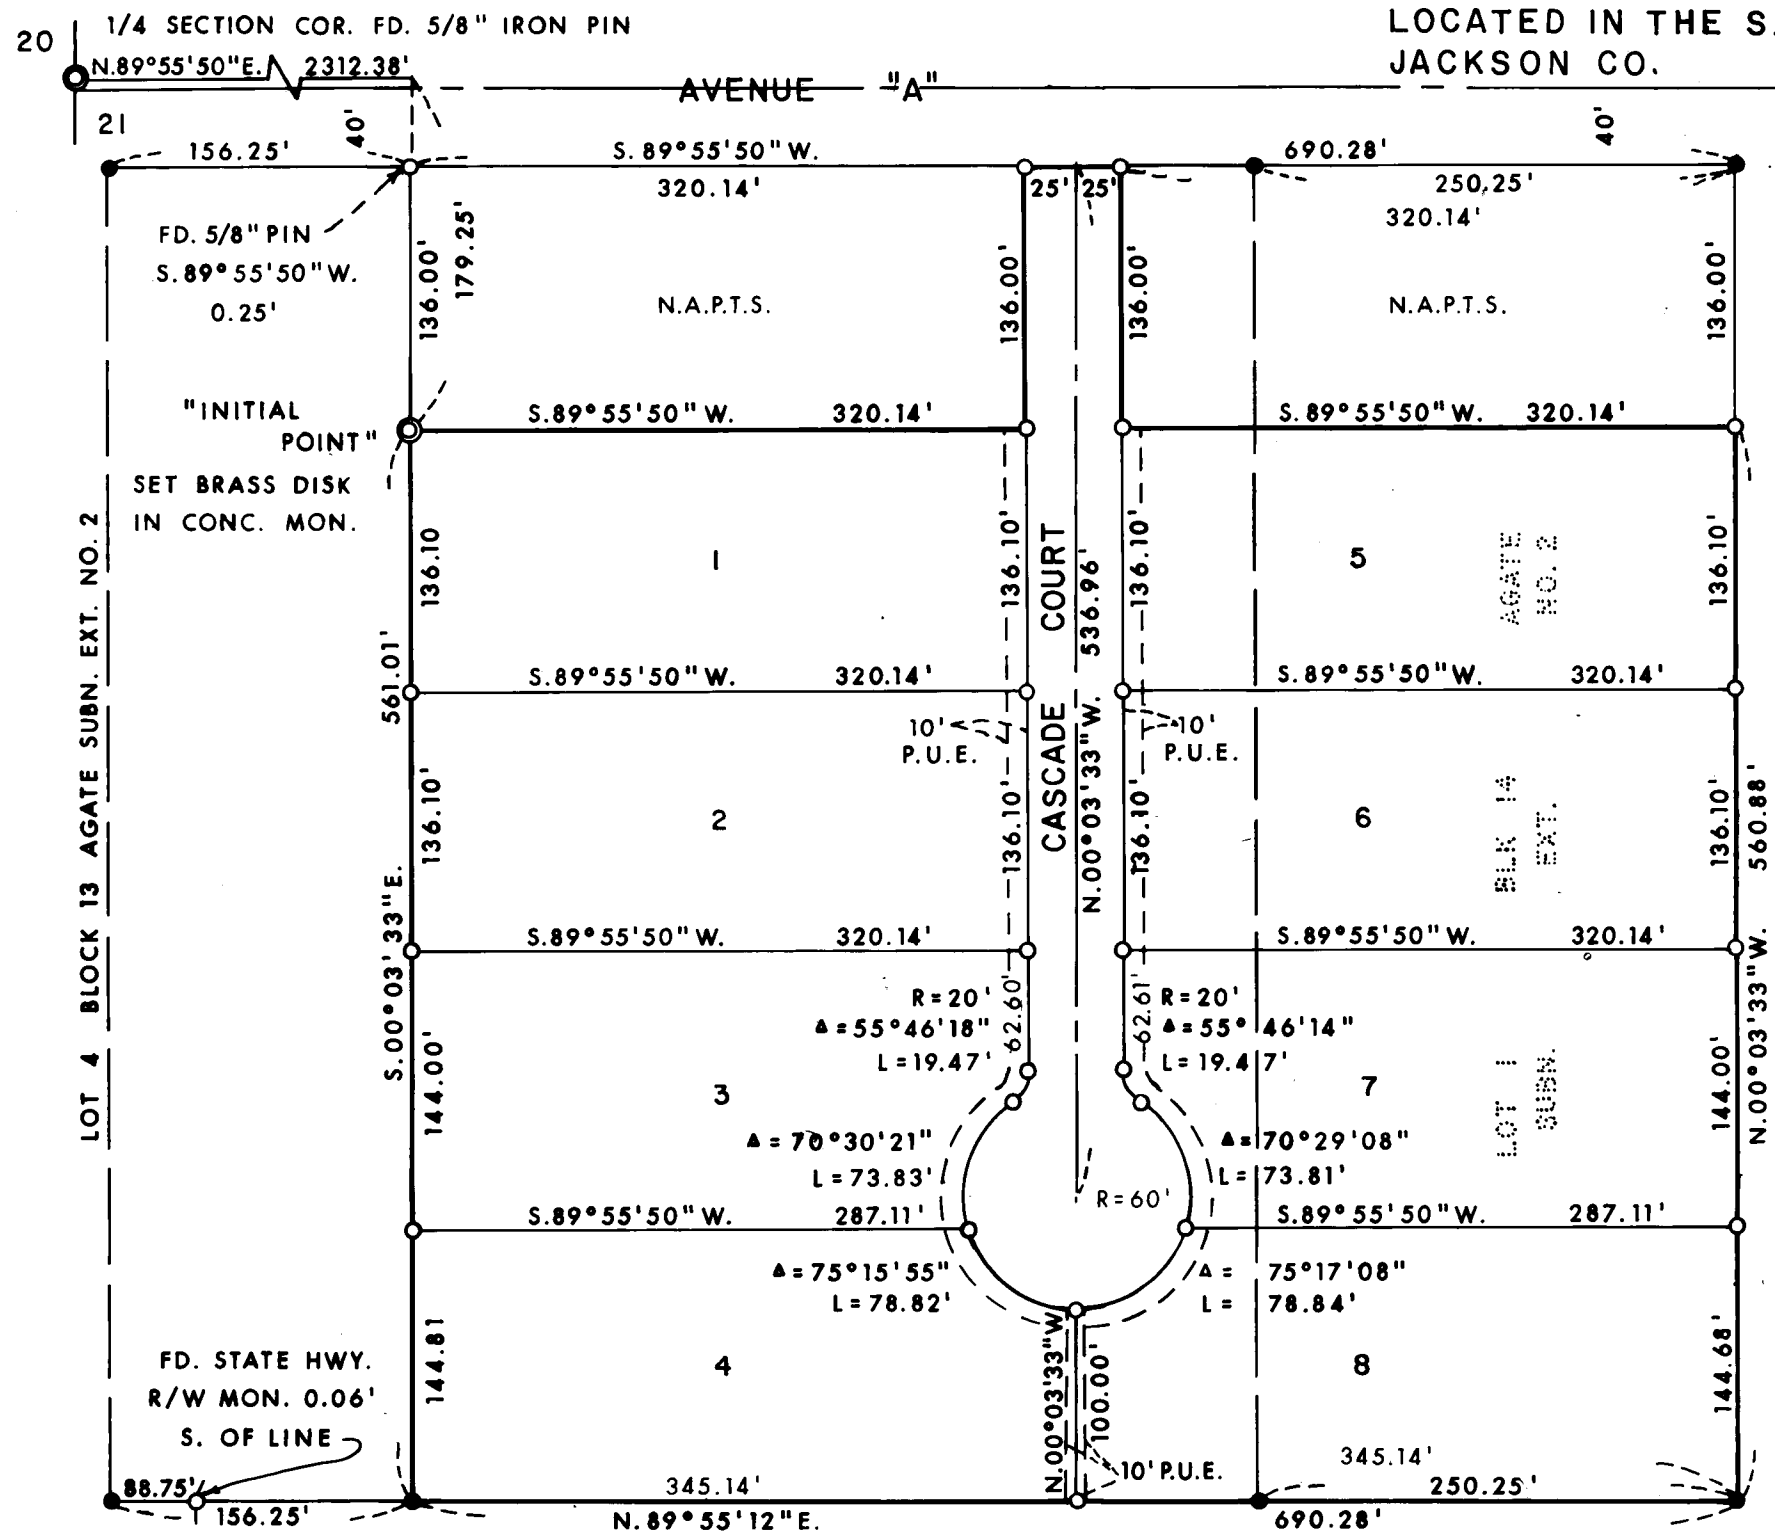 LOCATED IN THE S.
JACKSON CO.
20
1/4 SECTION COR. FD. 5/8" IRON PIN
N.89°55'50"E. 2312.38'
AVENUE "A"
21
40'
40'
156.25'
S. 89°55'50"W.
690.28'
320.14'
25' 25'
250.25'
320.14'
FD. 5/8" PIN
S.89°55'50"W.
0.25'
136.00'
179.25'
N.A.P.T.S.
136.00'
136.00'
N.A.P.T.S.
136.00'
"INITIAL
POINT"
SET BRASS DISK
IN CONC. MON.
S.89°55'50"W. 320.14'
S.89°55'50"W. 320.14'
LOT 4 BLOCK 13 AGATE SUBN. EXT. NO. 2
136.10
1
136.10'
CASCADE COURT
536.96'
N.00°03'33"W.
136.10'
5
136.10'
LOT 1 BLK 14 AGATE
SUBN. EXT. NO. 2
561.01'
S.00°03'33"E.
S.89°55'50"W. 320.14'
S.89°55'50"W. 320.14'
10'
P.U.E.
10'
P.U.E.
136.10'
2
136.10'
136.10'
6
136.10'
560.88'
N.00°03'33"W.
S.89°55'50"W. 320.14'
S.89°55'50"W. 320.14'
R=20'
Δ=55°46'18"
L=19.47'
62.60'
62.61'
R=20'
Δ=55°46'14"
L=19.47'
144.00'
3
7
144.00'
Δ=70°30'21"
L=73.83'
Δ=70°29'08"
L=73.81'
R=60'
S.89°55'50"W. 287.11'
S.89°55'50"W. 287.11'
Δ=75°15'55"
L=78.82'
Δ= 75°17'08"
L= 78.84'
144.81
4
N.00°03'33"W
100.00'
8
144.68'
FD. STATE HWY.
R/W MON. 0.06'
S. OF LINE
10' P.U.E.
88.75'
156.25'
345.14'
N.89°55'12"E.
345.14'
250.25'
690.28'